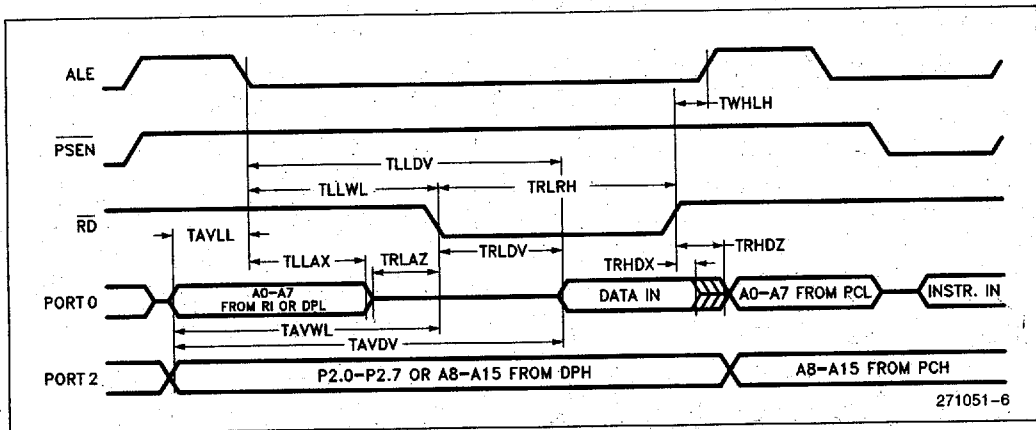 ALE
TWHLH
PSEN
TLLDV
TLLWL
TRLRH
RD
TAVLL
TRLDV
TRHDZ
TLLAX
TRLAZ
TRHDX
PORT 0
A0-A7
FROM RI OR DPL
DATA IN
A0-A7 FROM PCL
INSTR. IN
TAVWL
TAVDV
PORT 2
P2.0-P2.7 OR A8-A15 FROM DPH
A8-A15 FROM PCH
271051-6